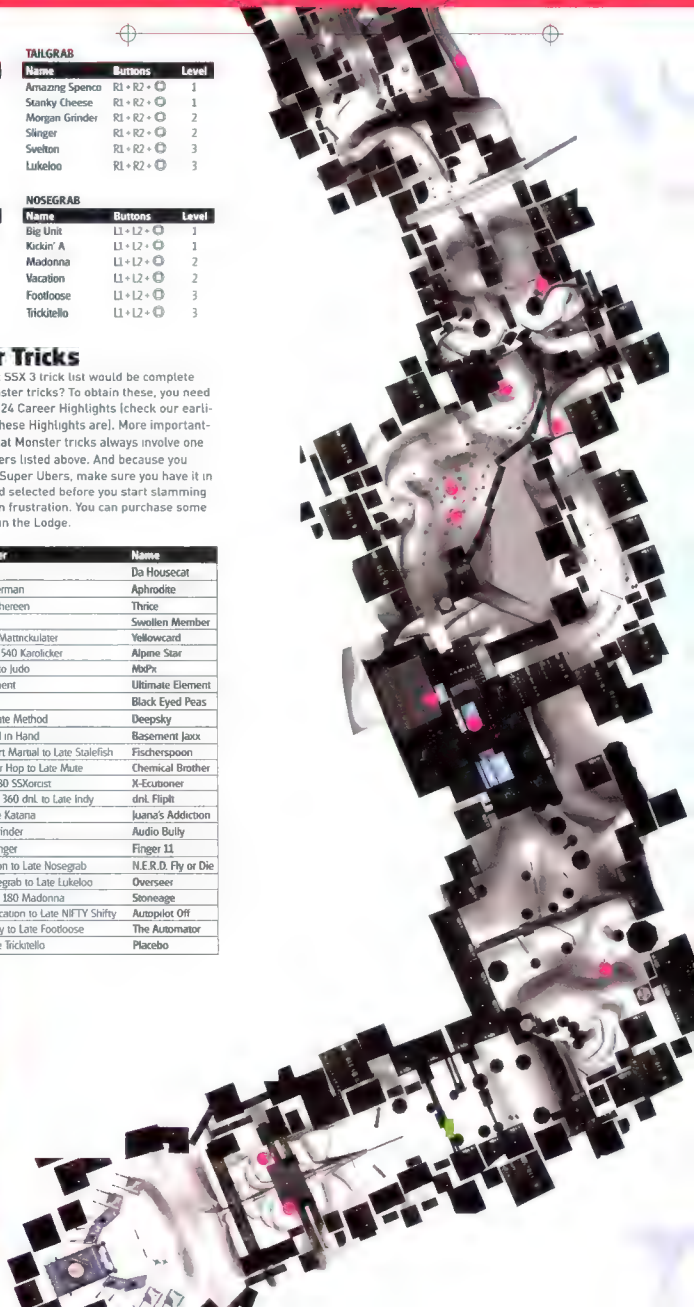 TAILGRAB
Name Buttons Level
Amazing Spence R1 + R2 + 1
Stanky Cheese R1 + R2 + 1
Morgan Grinder R1 + R2 + 2
Slinger R1 + R2 + 2
Svelton R1 + R2 + 3
Lukeloo R1 + R2 + 3
NOSEGRAB
Name Buttons Level
Big Unit L1 + L2 + 1
Kickin' A L1 + L2 + 1
Madonna L1 + L2 + 2
Vacation L1 + L2 + 2
Footloose L1 + L2 + 3
Trickitello L1 + L2 + 3
r Tricks
SSX 3 trick list would be complete
ster tricks? To obtain these, you need
24 Career Highlights (check our earli-
hese Highlights are). More important-
at Monster tricks always involve one
ers listed above. And because you
Super Ubers, make sure you have it in
d selected before you start slamming
n frustration. You can purchase some
in the Lodge.
er Name
Da Housecat
rman Aphrodite
hereen Thrice
Swollen Member
Mattrickulater Yellowcard
540 Karolicker Alpine Star
to Judo MxPx
ent Ultimate Element
Black Eyed Peas
te Method Deepsky
l in Hand Basement Jaxx
rt Martial to Late Stalefish Fischerspoon
r Hop to Late Mute Chemical Brother
80 SSXorcist X-Ecutioner
360 dnL to Late Indy dnL FlipIt
e Katana Juana's Addiction
inder Audio Bully
nger Finger 11
on to Late Nosegrab N.E.R.D. Fly or Die
egrab to Late Lukeloo Overseer
180 Madonna Stoneage
cation to Late NIFTY Shifty Autopilot Off
y to Late Footloose The Automator
e Trickitello Placebo